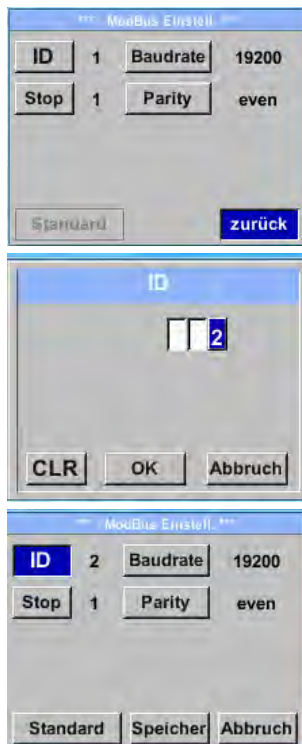 *** ModBus Einstell. ***
ID 1 Baudrate 19200
Stop 1 Parity even
Standard zurück
ID
2
CLR OK Abbruch
*** ModBus Einstell. ***
ID 2 Baudrate 19200
Stop 1 Parity even
Standard Speicher Abbruch